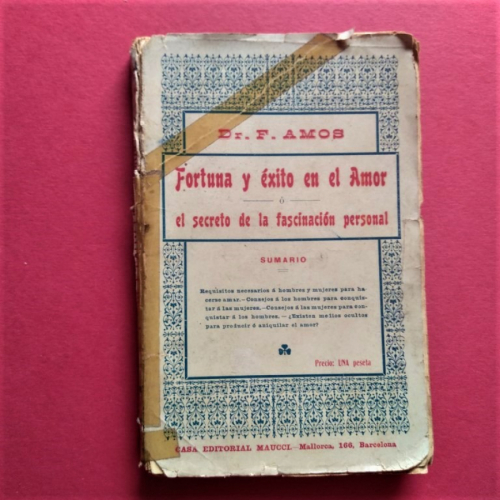 Dr. F. AMOS
Fortuna y éxito en el Amor
ó
el secreto de la fascinación personal
SUMARIO
Requisitos necesarios á hombres y mujeres para ha-
cerse amar.—Consejos á los hombres para conquis-
tar á las mujeres.—Consejos á las mujeres para con-
quistar á los hombres.—¿Existen medios ocultos
para producir ó aniquilar el amor?
Precio: UNA peseta
CASA EDITORIAL MAUCCI.—Mallorca, 166, Barcelona